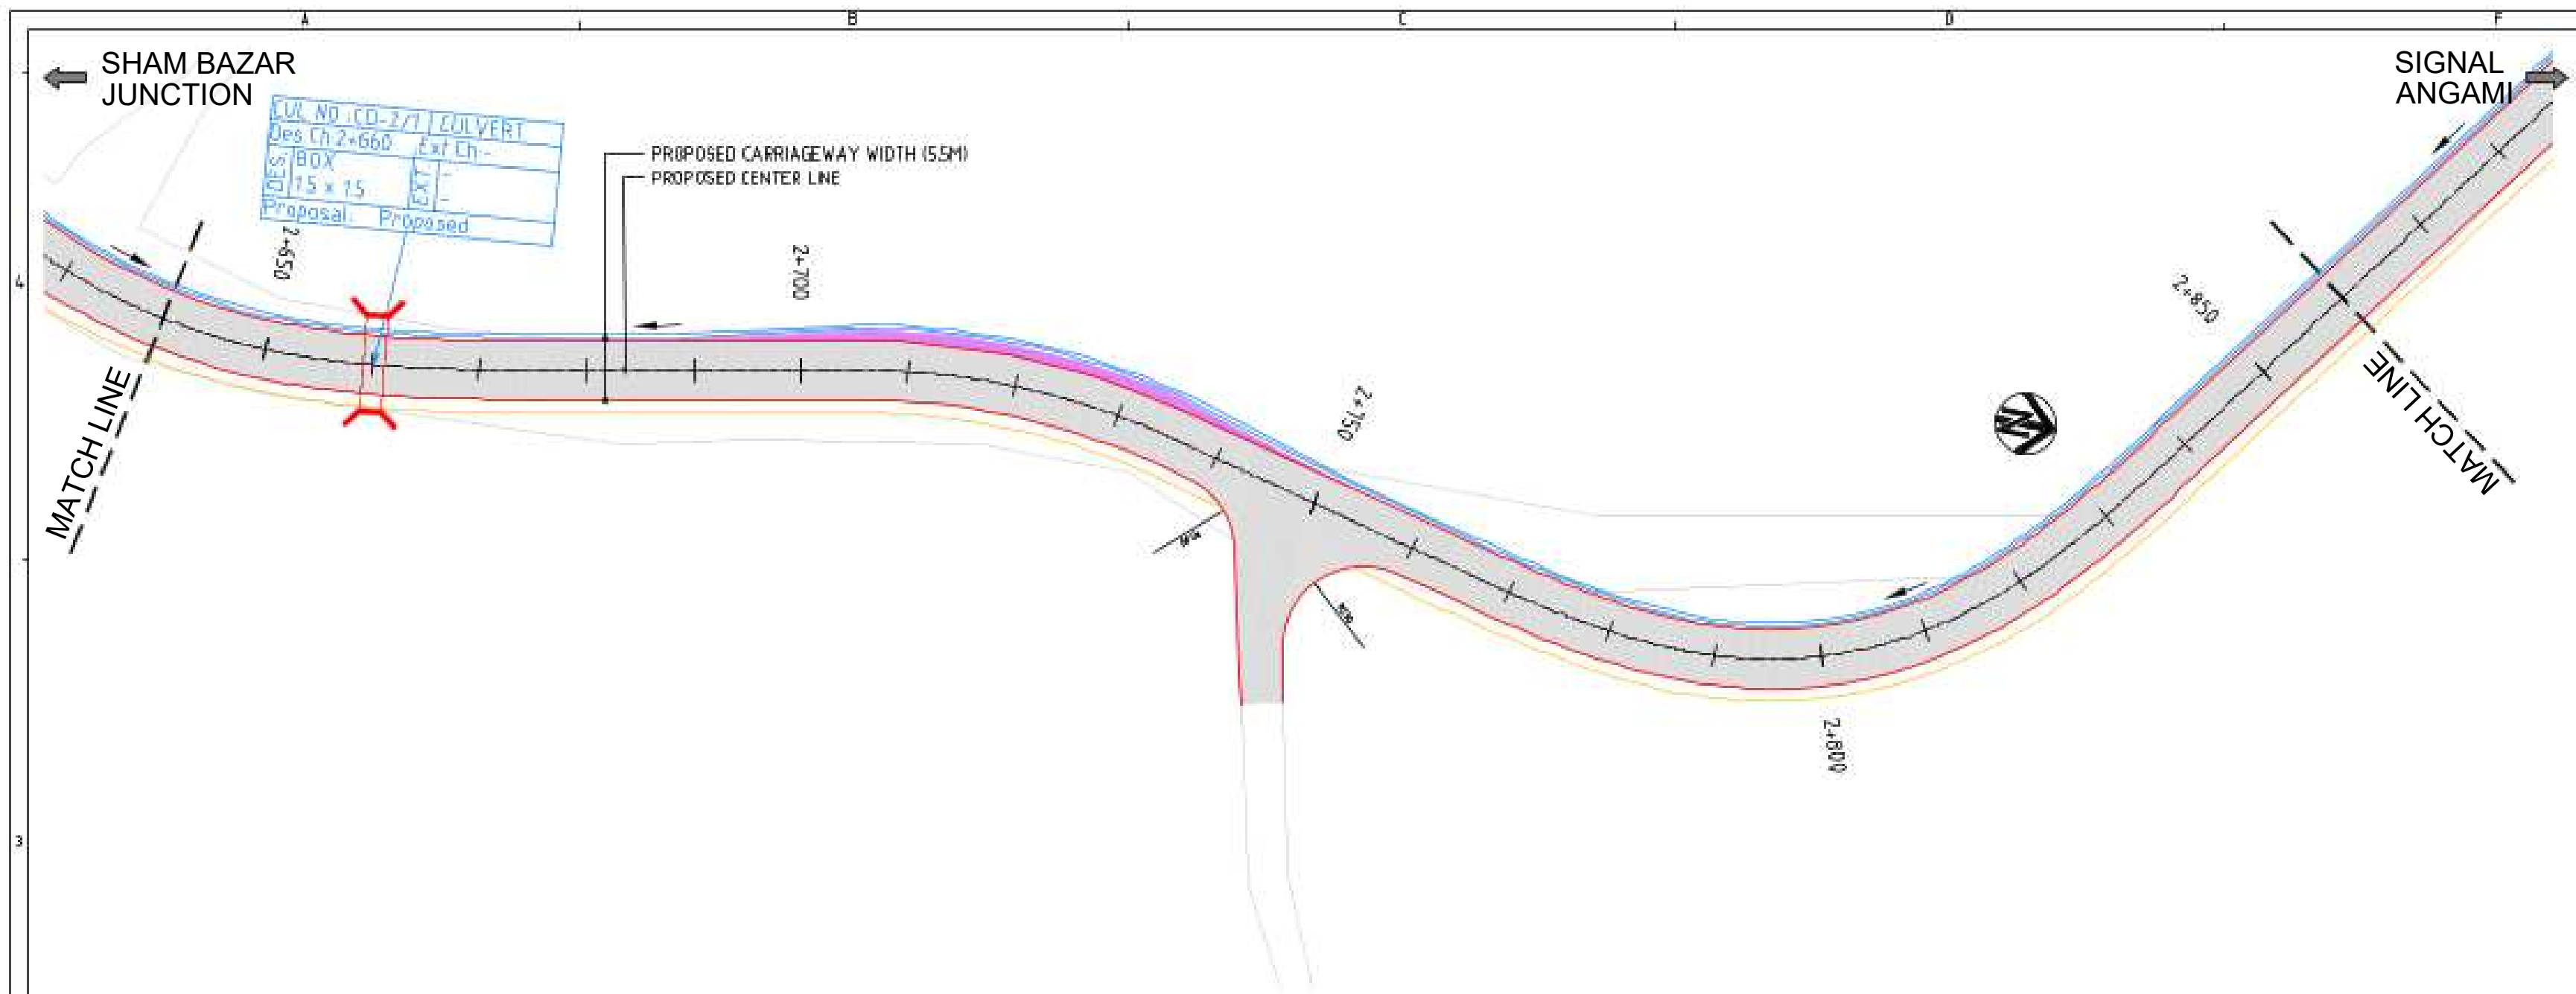 A
B
C
D
SHAM BAZAR
JUNCTION
SIGNAL
ANGAMI
CUL NO :CD-2/1 CULVERT
Des Ch:2+660 Ext Ch:-
DES. BOX EXT. -
1.5 x 1.5 -
Proposal: Proposed
PROPOSED CARRIAGEWAY WIDTH (5.5M)
PROPOSED CENTER LINE
2+650
2+700
2+750
2+800
2+850
MATCH LINE
MATCH LINE
N
4
3